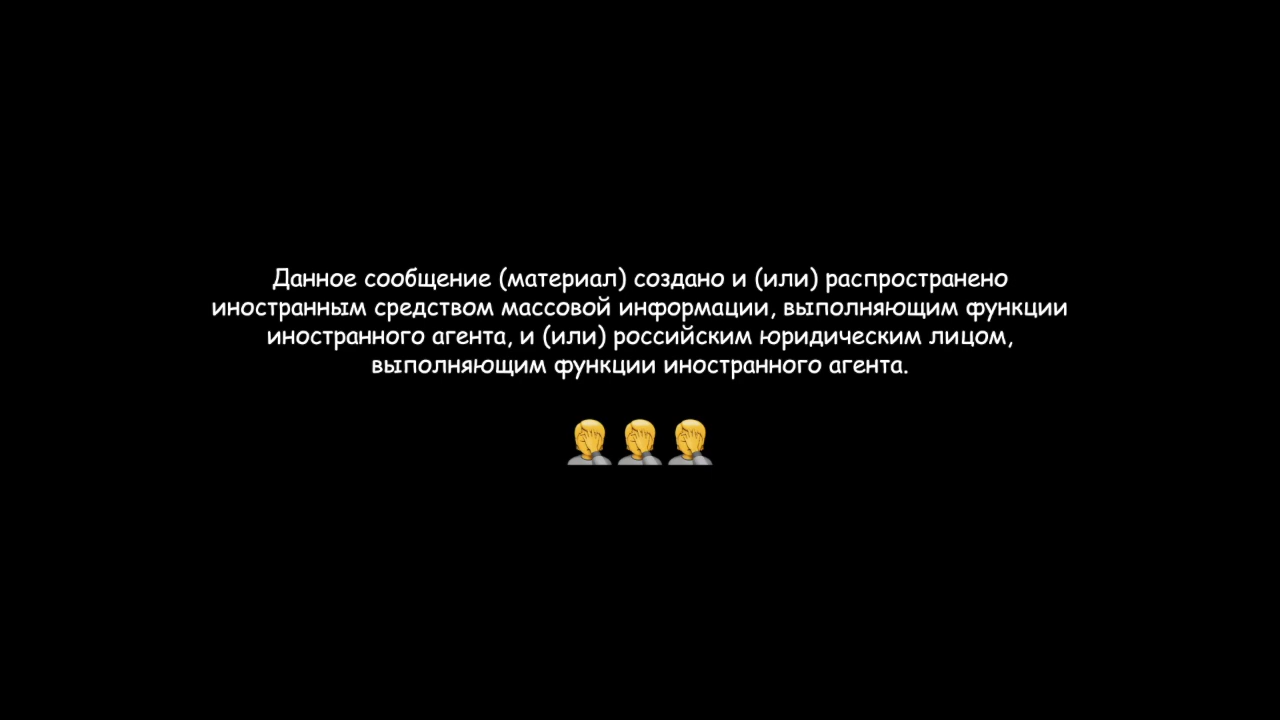 Данное сообщение (материал) создано и (или) распространено
иностранным средством массовой информации, выполняющим функции
иностранного агента, и (или) российским юридическим лицом,
выполняющим функции иностранного агента.
🤦🤦🤦